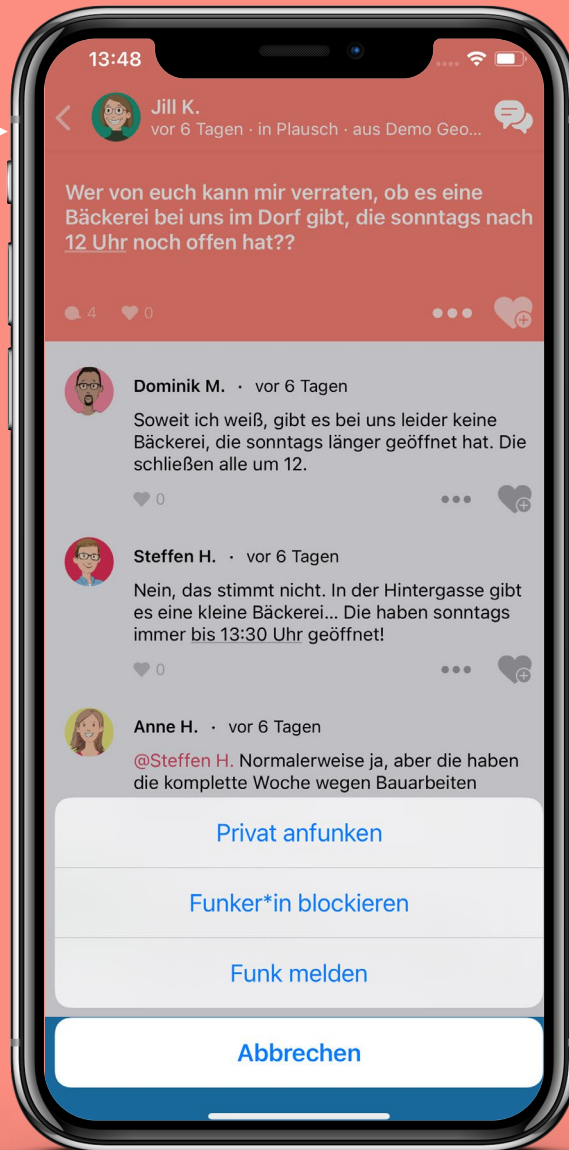 13:48
Jill K.
vor 6 Tagen · in Plausch · aus Demo Geo...
Wer von euch kann mir verraten, ob es eine
Bäckerei bei uns im Dorf gibt, die sonntags nach
12 Uhr noch offen hat??
4 0
Dominik M. · vor 6 Tagen
Soweit ich weiß, gibt es bei uns leider keine
Bäckerei, die sonntags länger geöffnet hat. Die
schließen alle um 12.
0
Steffen H. · vor 6 Tagen
Nein, das stimmt nicht. In der Hintergasse gibt
es eine kleine Bäckerei... Die haben sonntags
immer bis 13:30 Uhr geöffnet!
0
Anne H. · vor 6 Tagen
@Steffen H. Normalerweise ja, aber die haben
die komplette Woche wegen Bauarbeiten
Privat anfunken
Funker*in blockieren
Funk melden
Abbrechen